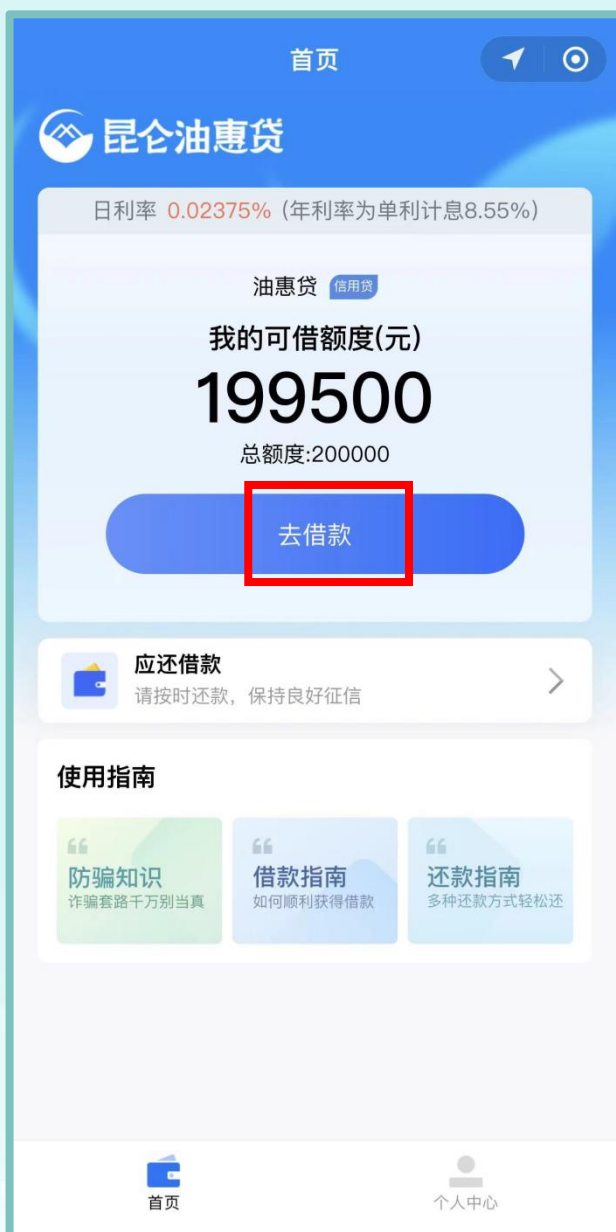 首页
昆仑油惠贷
日利率 0.02375% (年利率为单利计息8.55%)
油惠贷 信用贷
我的可借额度(元)
199500
总额度:200000
去借款
应还借款
请按时还款，保持良好征信
使用指南
防骗知识
诈骗套路千万别当真
借款指南
如何顺利获得借款
还款指南
多种还款方式轻松还
首页
个人中心